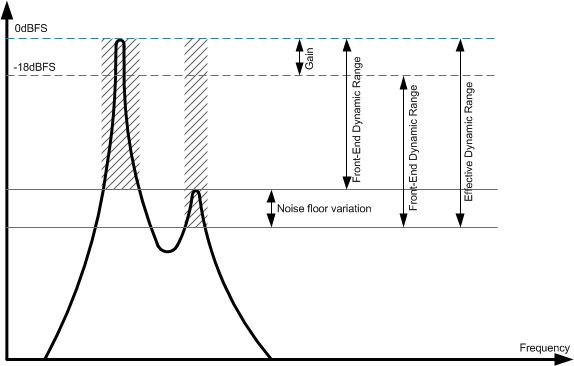 0dBFS
-18dBFS
Gain
Front-End Dynamic Range
Front-End Dynamic Range
Effective Dynamic Range
Noise floor variation
Frequency